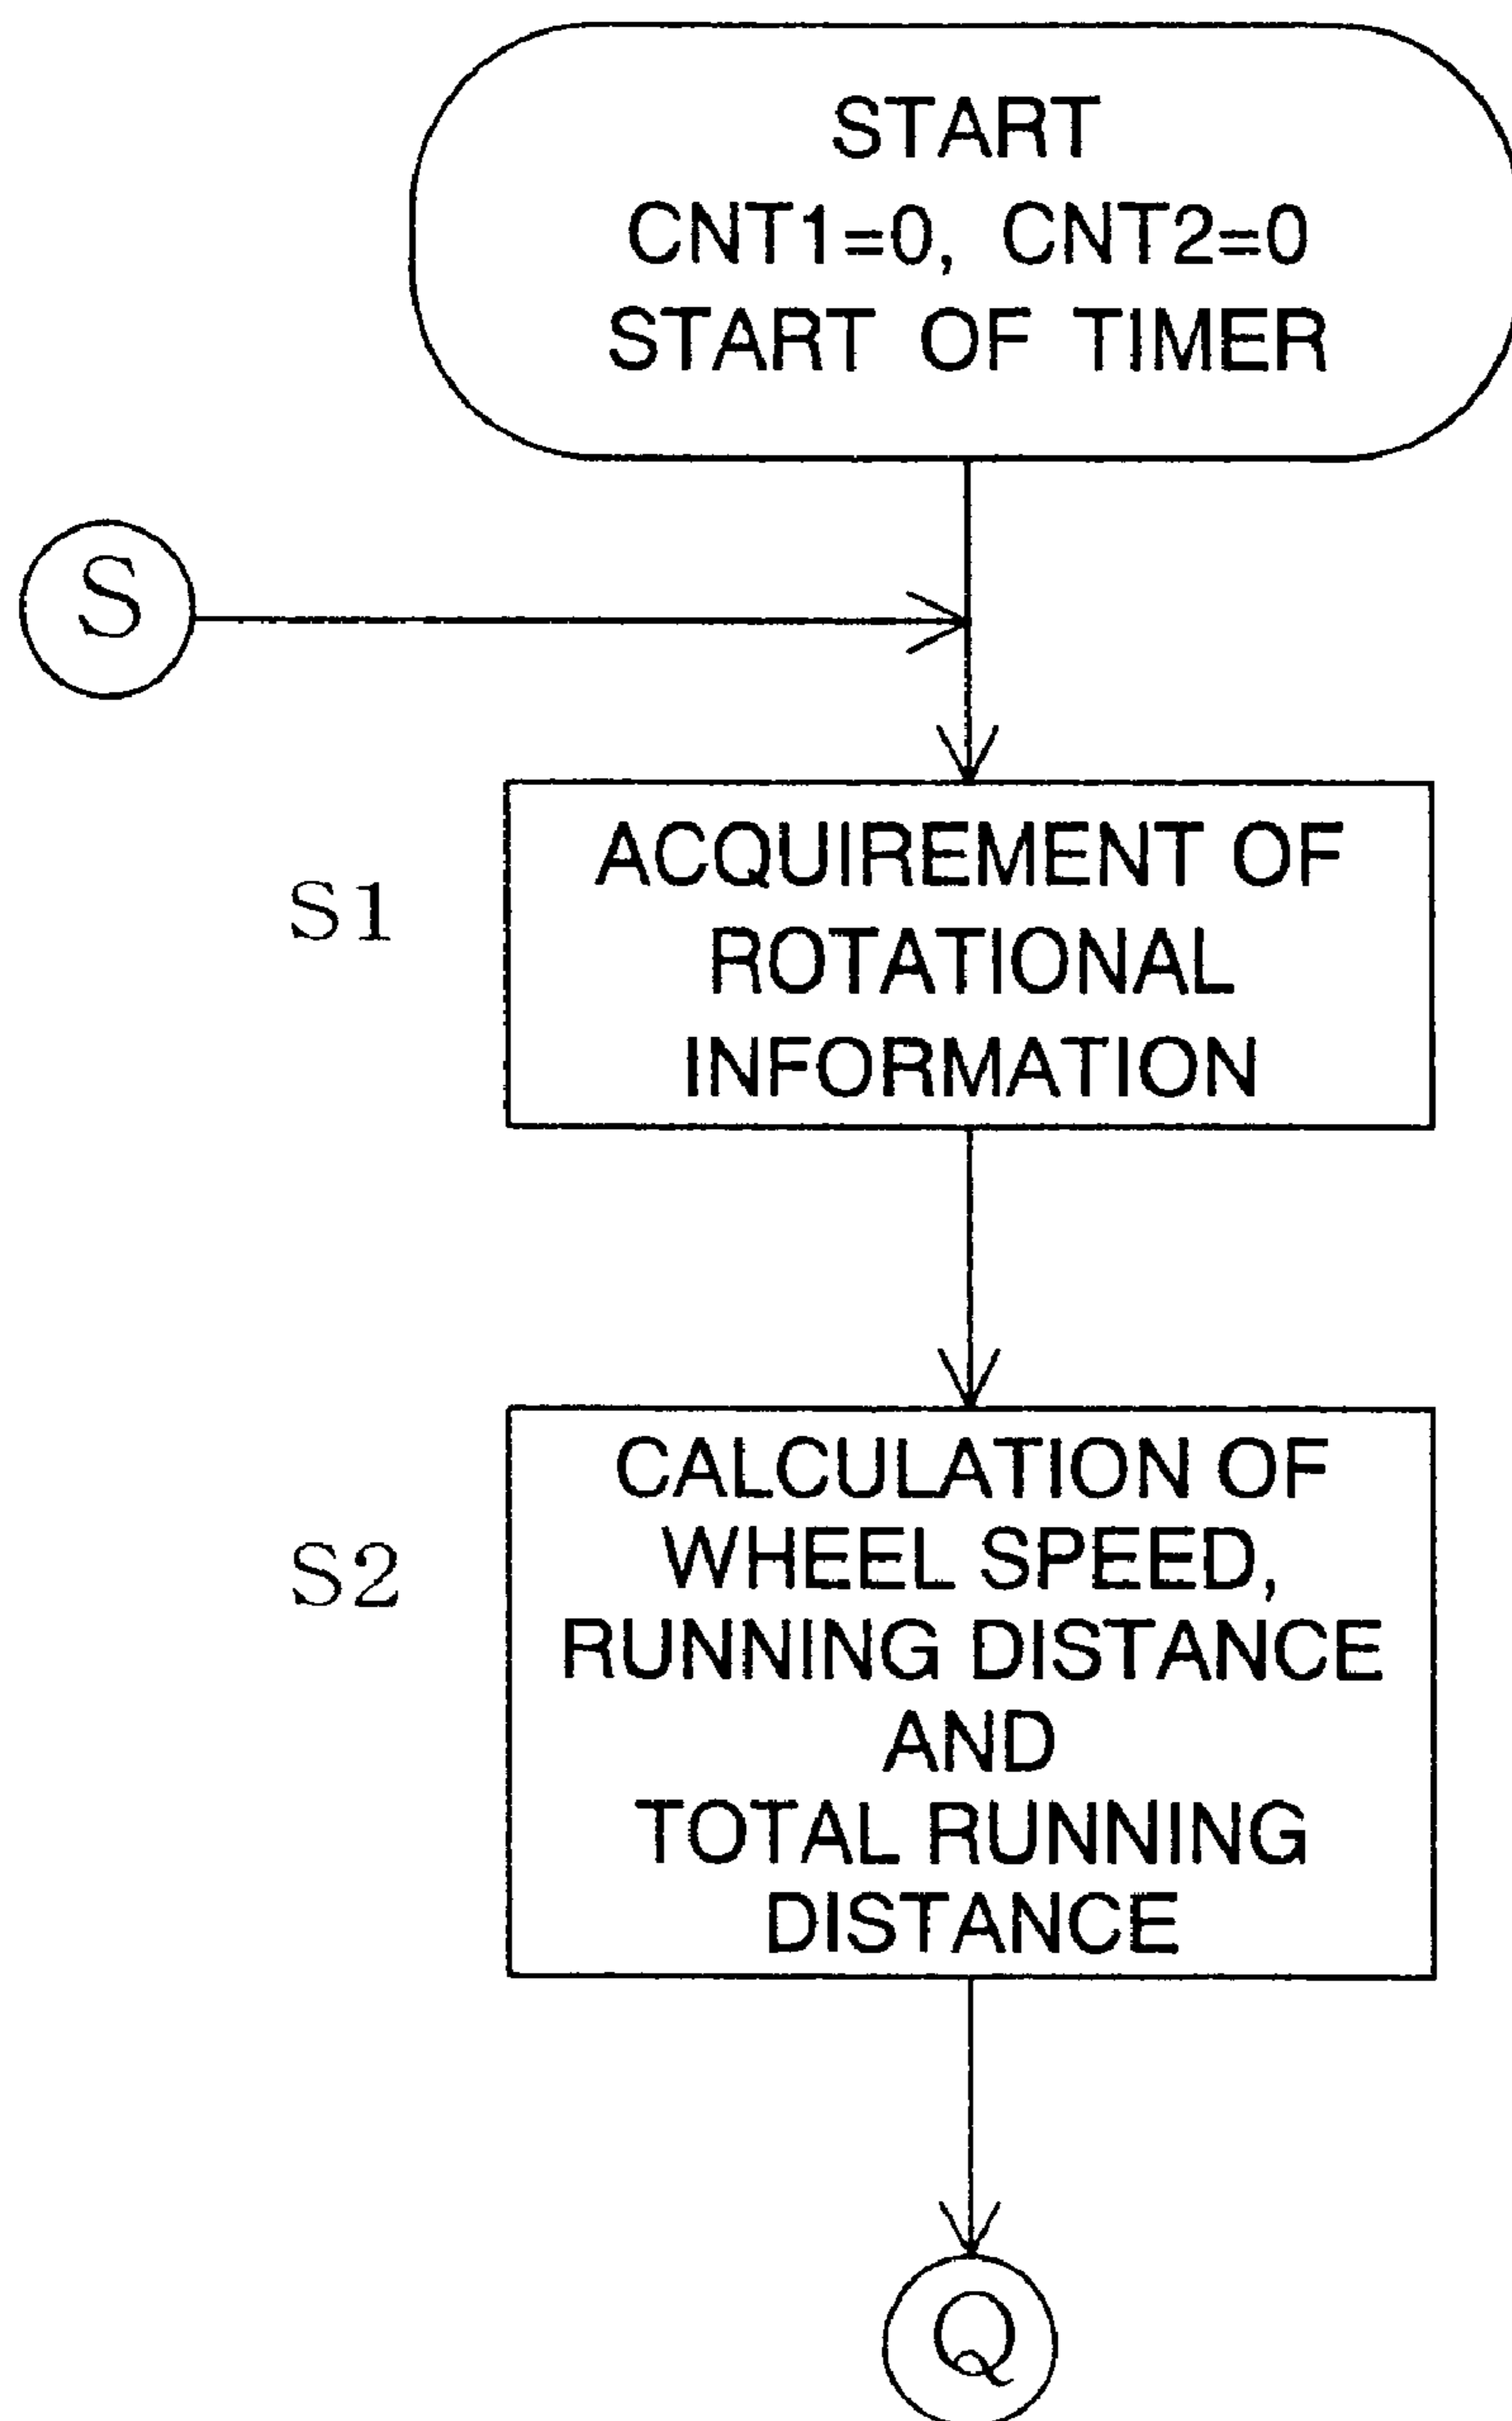 START
CNT1=0, CNT2=0
START OF TIMER
S
S1
ACQUIREMENT OF
ROTATIONAL
INFORMATION
S2
CALCULATION OF
WHEEL SPEED,
RUNNING DISTANCE
AND
TOTAL RUNNING
DISTANCE
Q